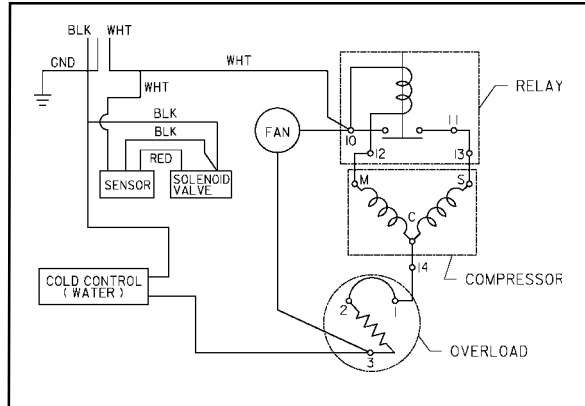 BLK WHT
GND
WHT
WHT
RELAY
BLK
BLK
RED
SENSOR
SOLENOID
VALVE
FAN
10
11
12
13
M
S
C
14
COMPRESSOR
COLD CONTROL
(WATER)
2
1
3
OVERLOAD